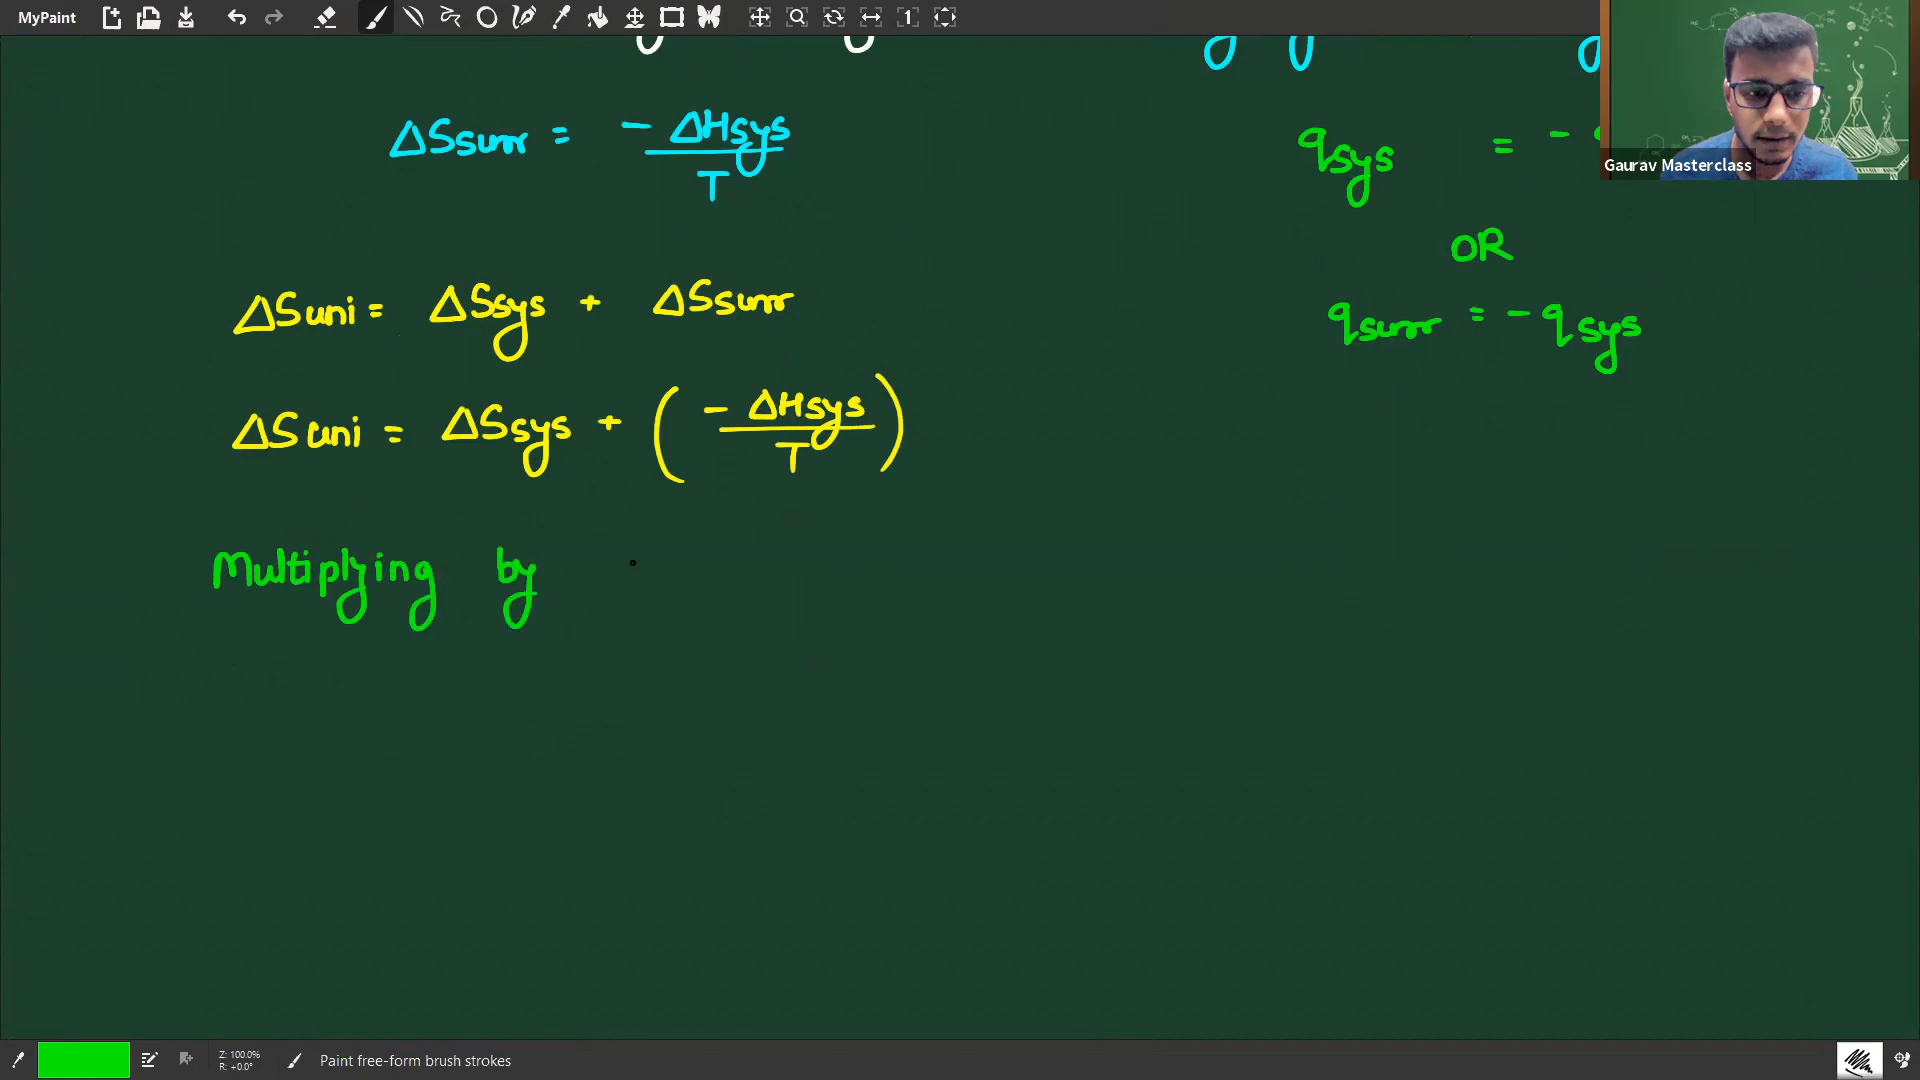 MyPaint
1
Gaurav Masterclass
ΔSsurr = - ΔHsys / T
qsys = -
OR
qsurr = - qsys
ΔSuni = ΔSsys + ΔSsurr
ΔSuni = ΔSsys + ( - ΔHsys / T )
Multiplying by
Z: 100.0%
R: +0.0°
Paint free-form brush strokes